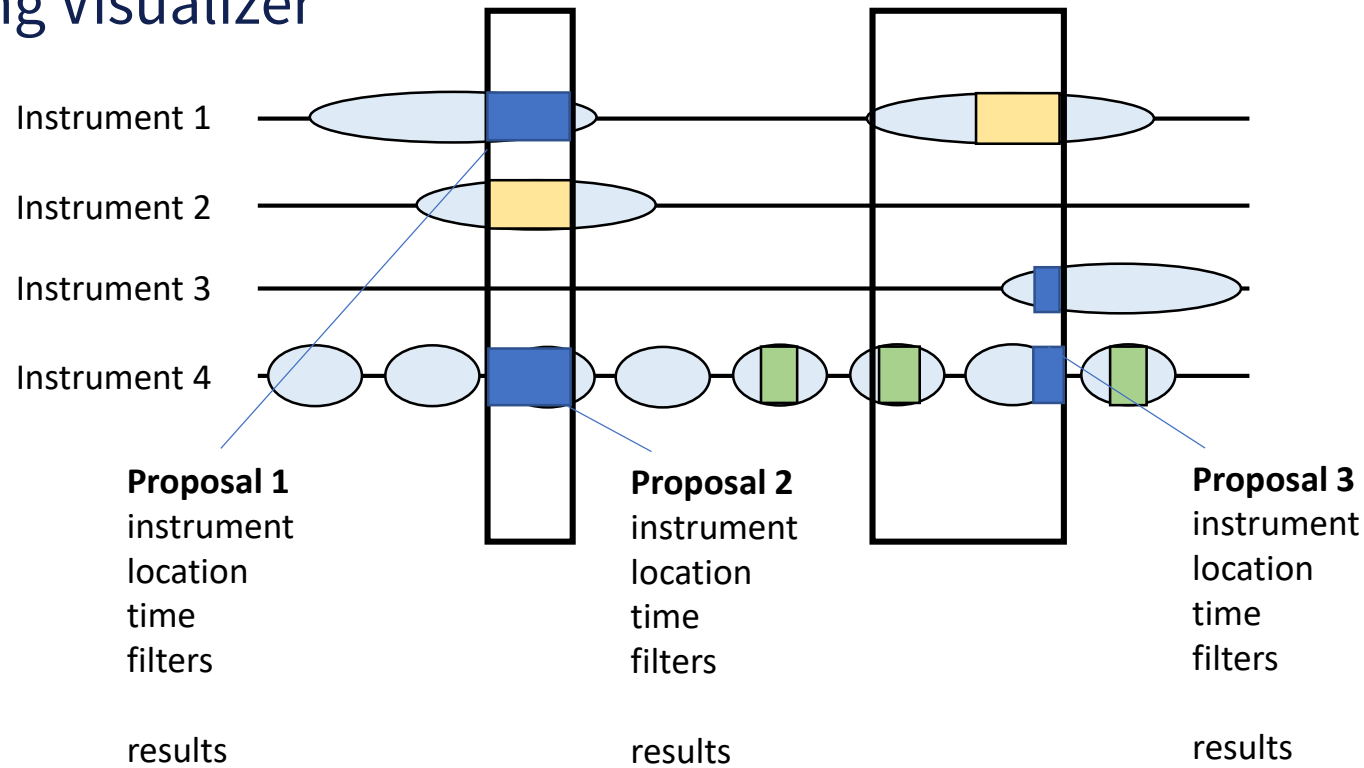 ng Visualizer
Instrument 1
Instrument 2
Instrument 3
Instrument 4
Proposal 1
instrument
location
time
filters
results
Proposal 2
instrument
location
time
filters
results
Proposal 3
instrument
location
time
filters
results